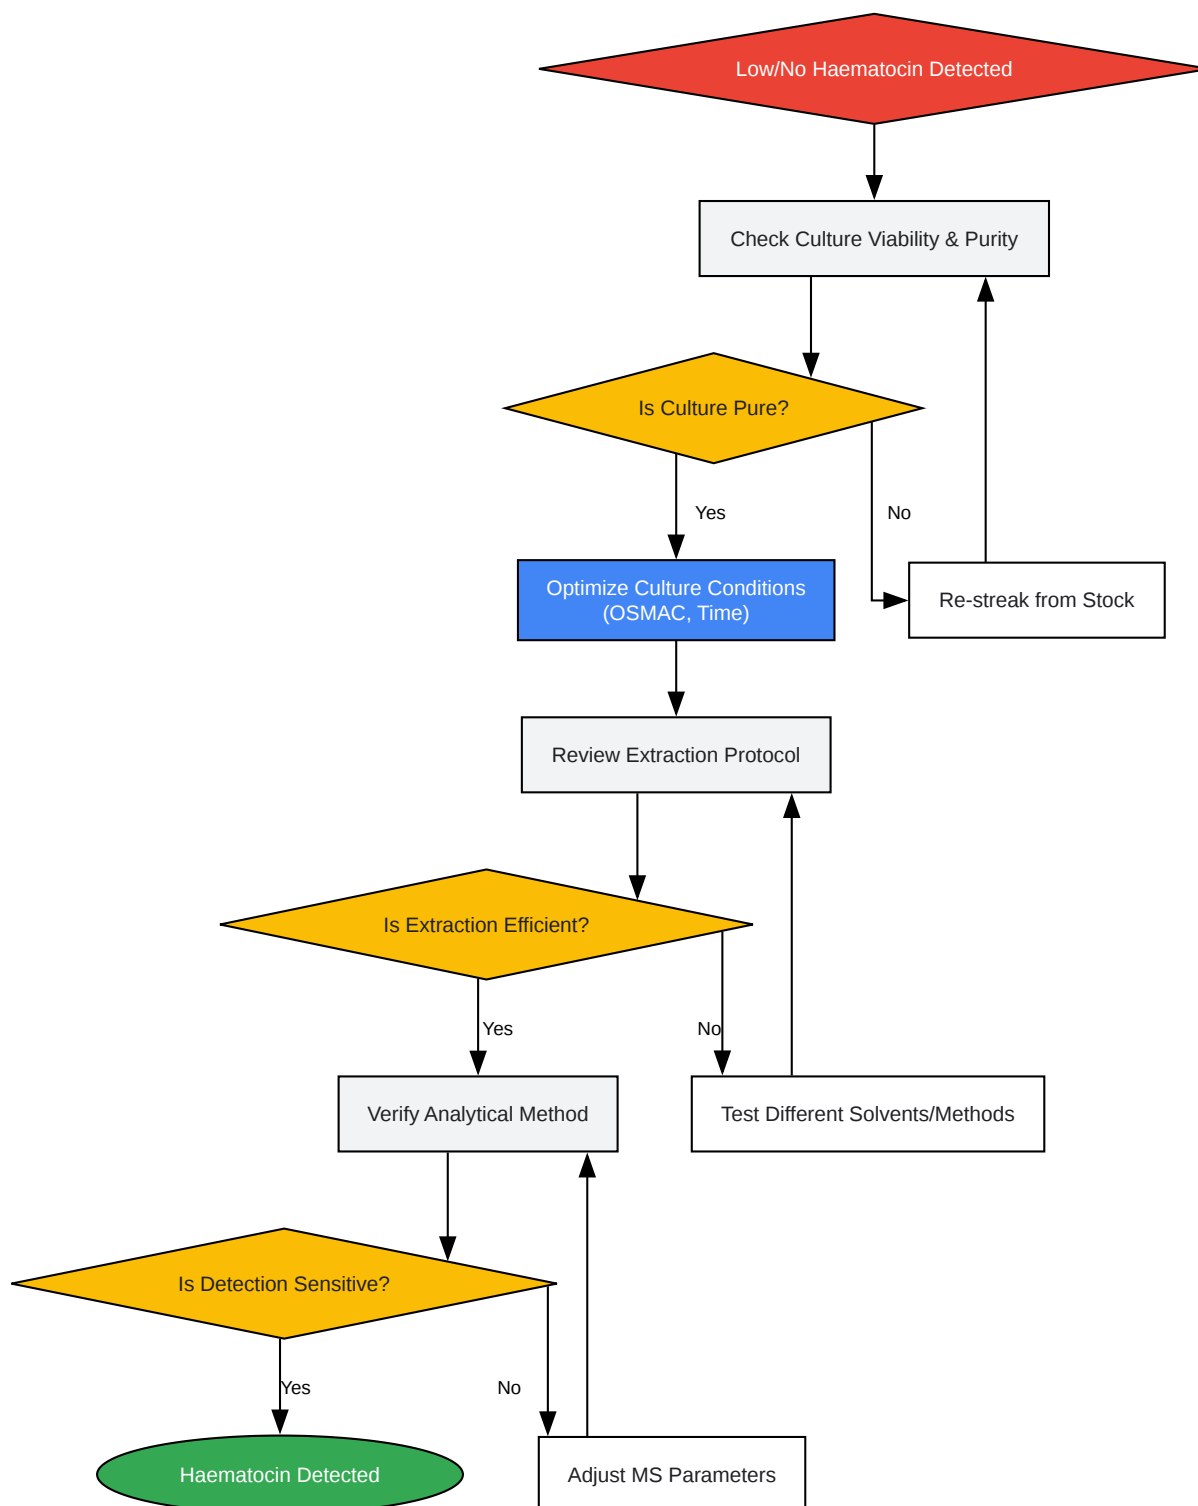 Low/No Haematocin Detected
Check Culture Viability & Purity
Is Culture Pure?
Yes
No
Optimize Culture Conditions
(OSMAC, Time)
Re-streak from Stock
Review Extraction Protocol
Is Extraction Efficient?
Yes
No
Verify Analytical Method
Test Different Solvents/Methods
Is Detection Sensitive?
Yes
No
Haematocin Detected
Adjust MS Parameters